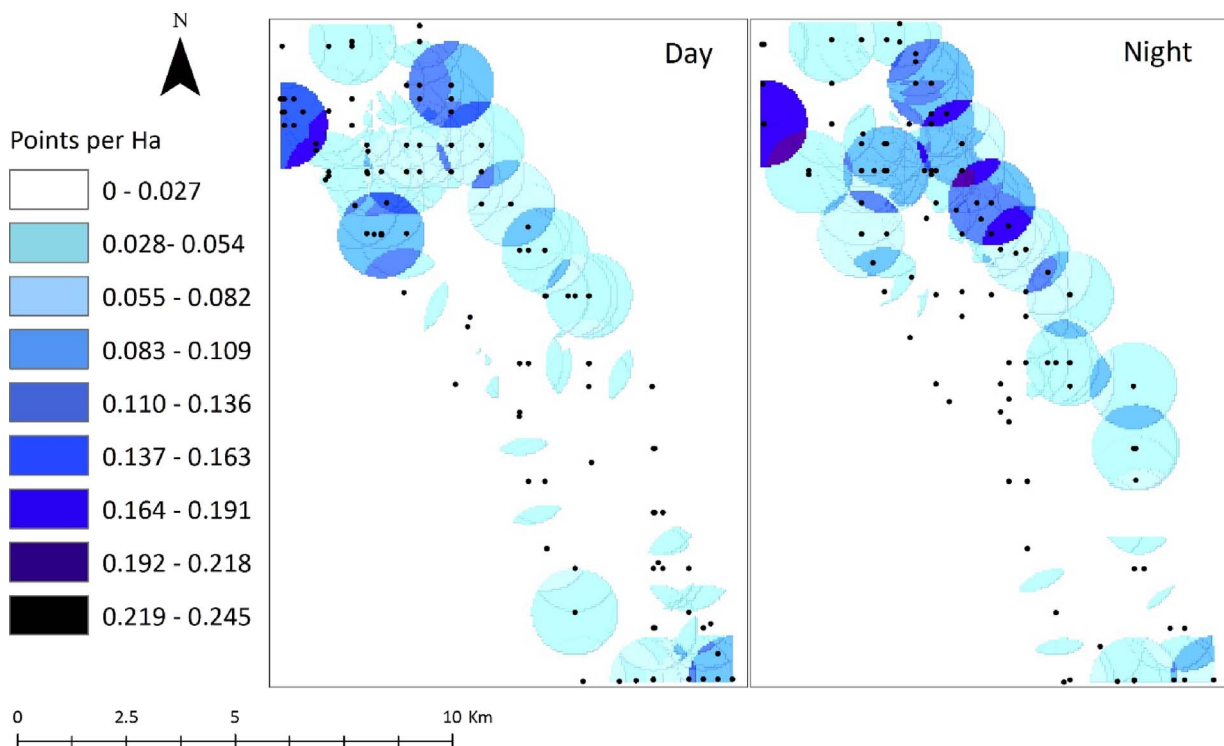 N
Day
Night
Points per Ha
0 - 0.027
0.028- 0.054
0.055 - 0.082
0.083 - 0.109
0.110 - 0.136
0.137 - 0.163
0.164 - 0.191
0.192 - 0.218
0.219 - 0.245
0 2.5 5 10 Km